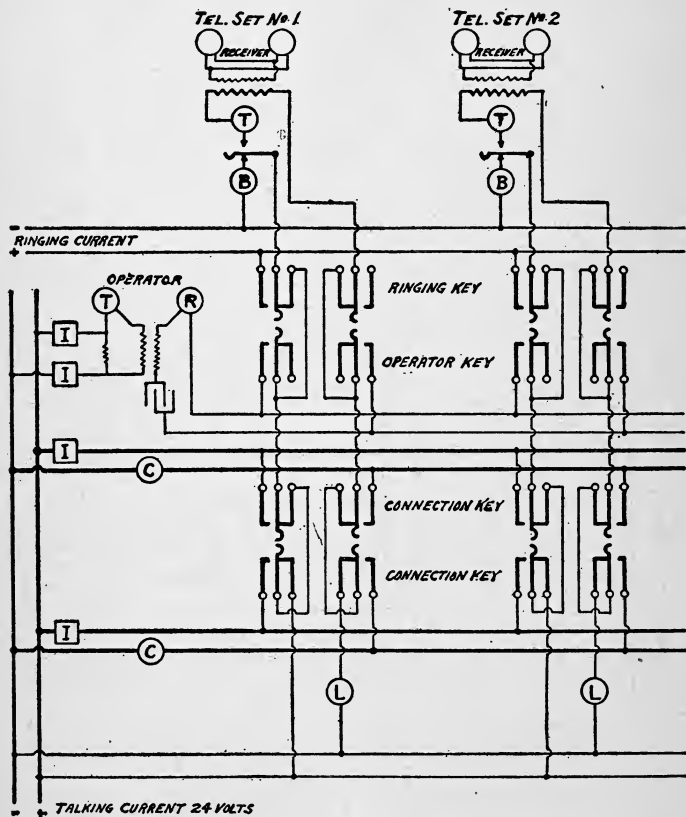 TEL. SET No. 1
TEL. SET No. 2
RECEIVER
RECEIVER
T
T
B
B
-
RINGING CURRENT
+
OPERATOR
T
R
RINGING KEY
I
OPERATOR KEY
I
I
C
CONNECTION KEY
CONNECTION KEY
I
C
L
L
- + TALKING CURRENT 24 VOLTS